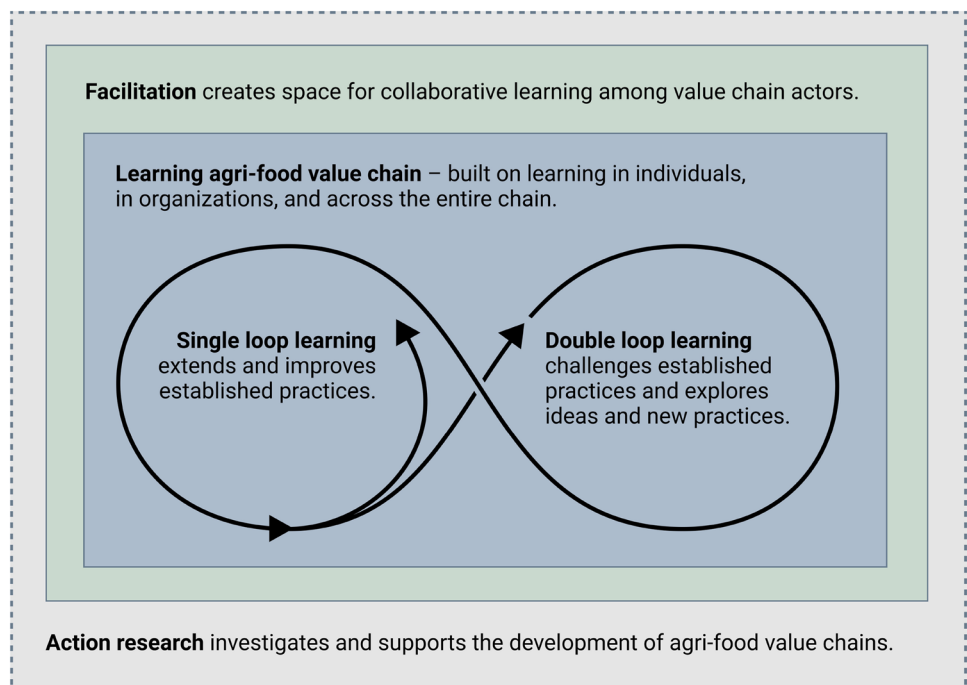 Facilitation creates space for collaborative learning among value chain actors.
Learning agri-food value chain – built on learning in individuals,
in organizations, and across the entire chain.
Single loop learning
extends and improves
established practices.
Double loop learning
challenges established
practices and explores
ideas and new practices.
Action research investigates and supports the development of agri-food value chains.